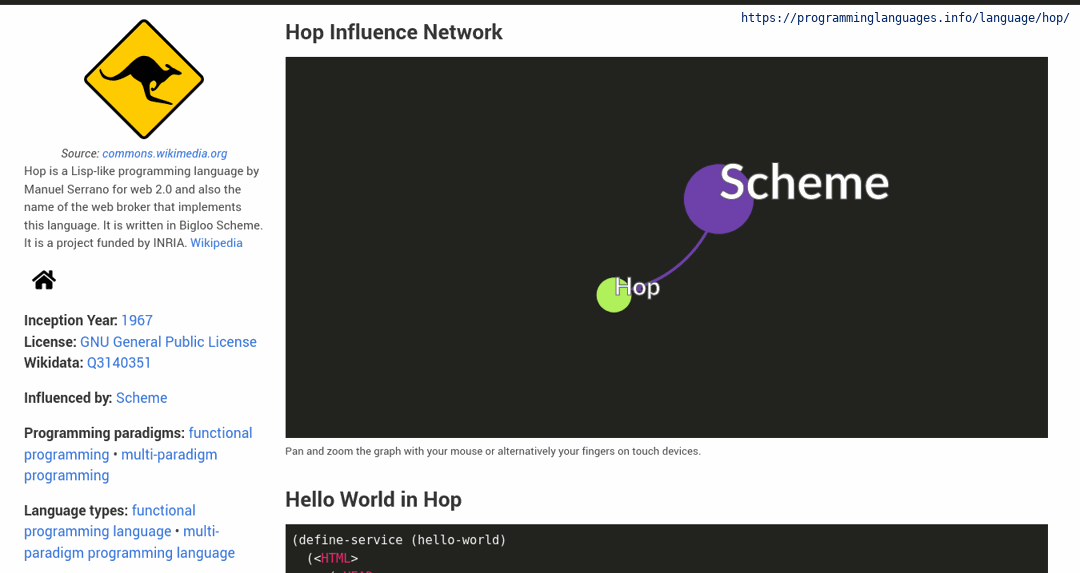 https://programminglanguages.info/language/hop/
Source: commons.wikimedia.org
Hop is a Lisp-like programming language by
Manuel Serrano for web 2.0 and also the
name of the web broker that implements
this language. It is written in Bigloo Scheme.
It is a project funded by INRIA. Wikipedia
Inception Year: 1967
License: GNU General Public License
Wikidata: Q3140351
Influenced by: Scheme
Programming paradigms: functional
programming • multi-paradigm
programming
Language types: functional
programming language • multi-
paradigm programming language
Hop Influence Network
Scheme
Hop
Pan and zoom the graph with your mouse or alternatively your fingers on touch devices.
Hello World in Hop
(define-service (hello-world)
(<HTML>